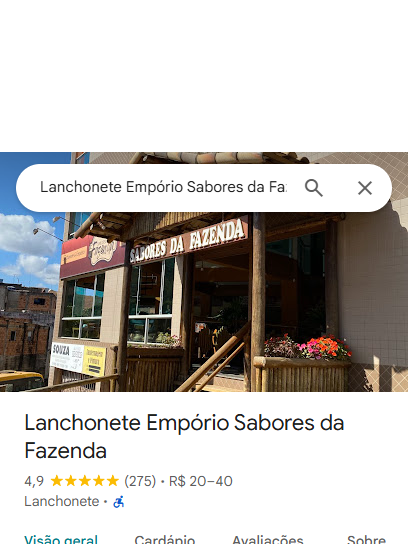 Lanchonete Empório Sabores da Fa
SABORES DA FAZENDA
SOUZA
Lanchonete Empório Sabores da
Fazenda
4,9 (275) • R$ 20–40
Lanchonete •
Visão geral Cardápio Avaliações Sobre